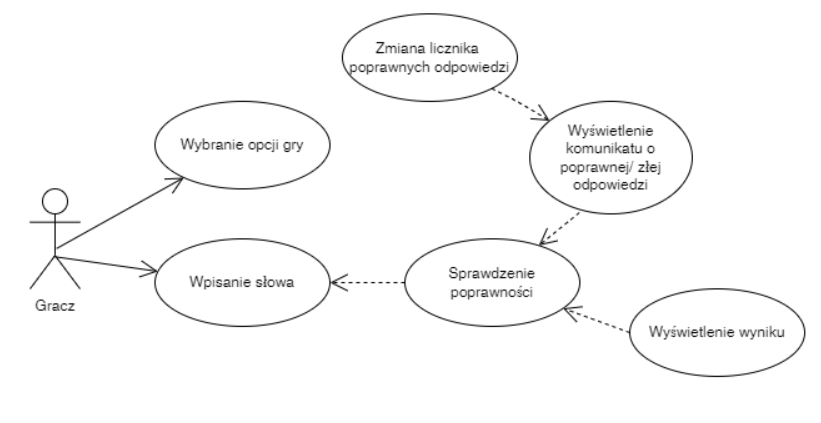 Zmiana licznika
poprawnych odpowiedzi
Wybranie opcji gry
Wyświetlenie
komunikatu o
poprawnej/ złej
odpowiedzi
Gracz
Wpisanie słowa
Sprawdzenie
poprawności
Wyświetlenie wyniku